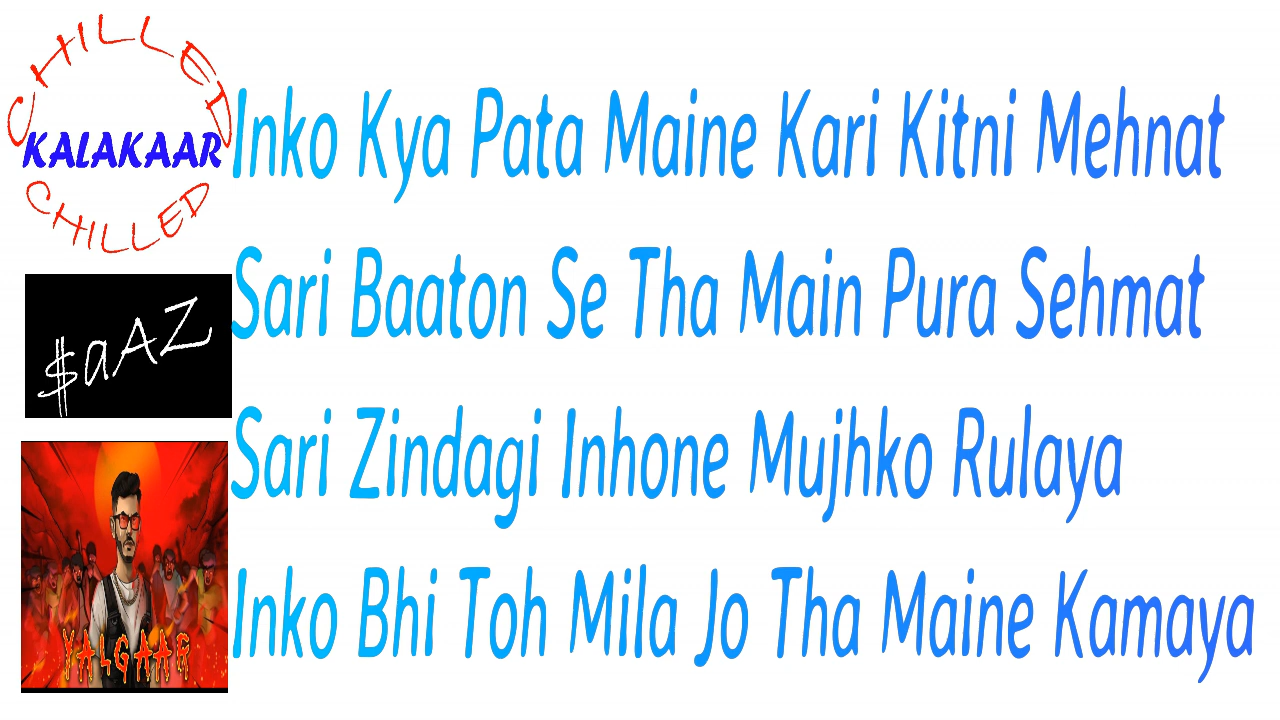 CHILLED
KALAKAAR
CHILLED
$aAZ
YALGAAR
Inko Kya Pata Maine Kari Kitni Mehnat
Sari Baaton Se Tha Main Pura Sehmat
Sari Zindagi Inhone Mujhko Rulaya
Inko Bhi Toh Mila Jo Tha Maine Kamaya